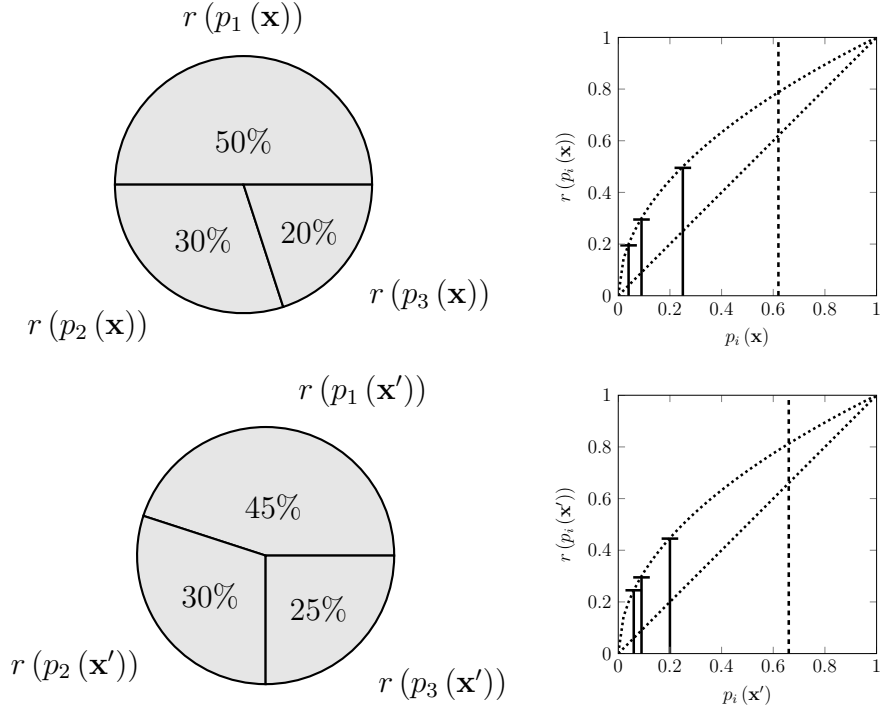 r (p₁ (x))
50%
30%
20%
r (p₂ (x))
r (p₃ (x))
r (pᵢ (x))
1
0.8
0.6
0.4
0.2
0
0 0.2 0.4 0.6 0.8 1
pᵢ (x)
r (p₁ (x′))
45%
30%
25%
r (p₂ (x′))
r (p₃ (x′))
r (pᵢ (x′))
1
0.8
0.6
0.4
0.2
0
0 0.2 0.4 0.6 0.8 1
pᵢ (x′)